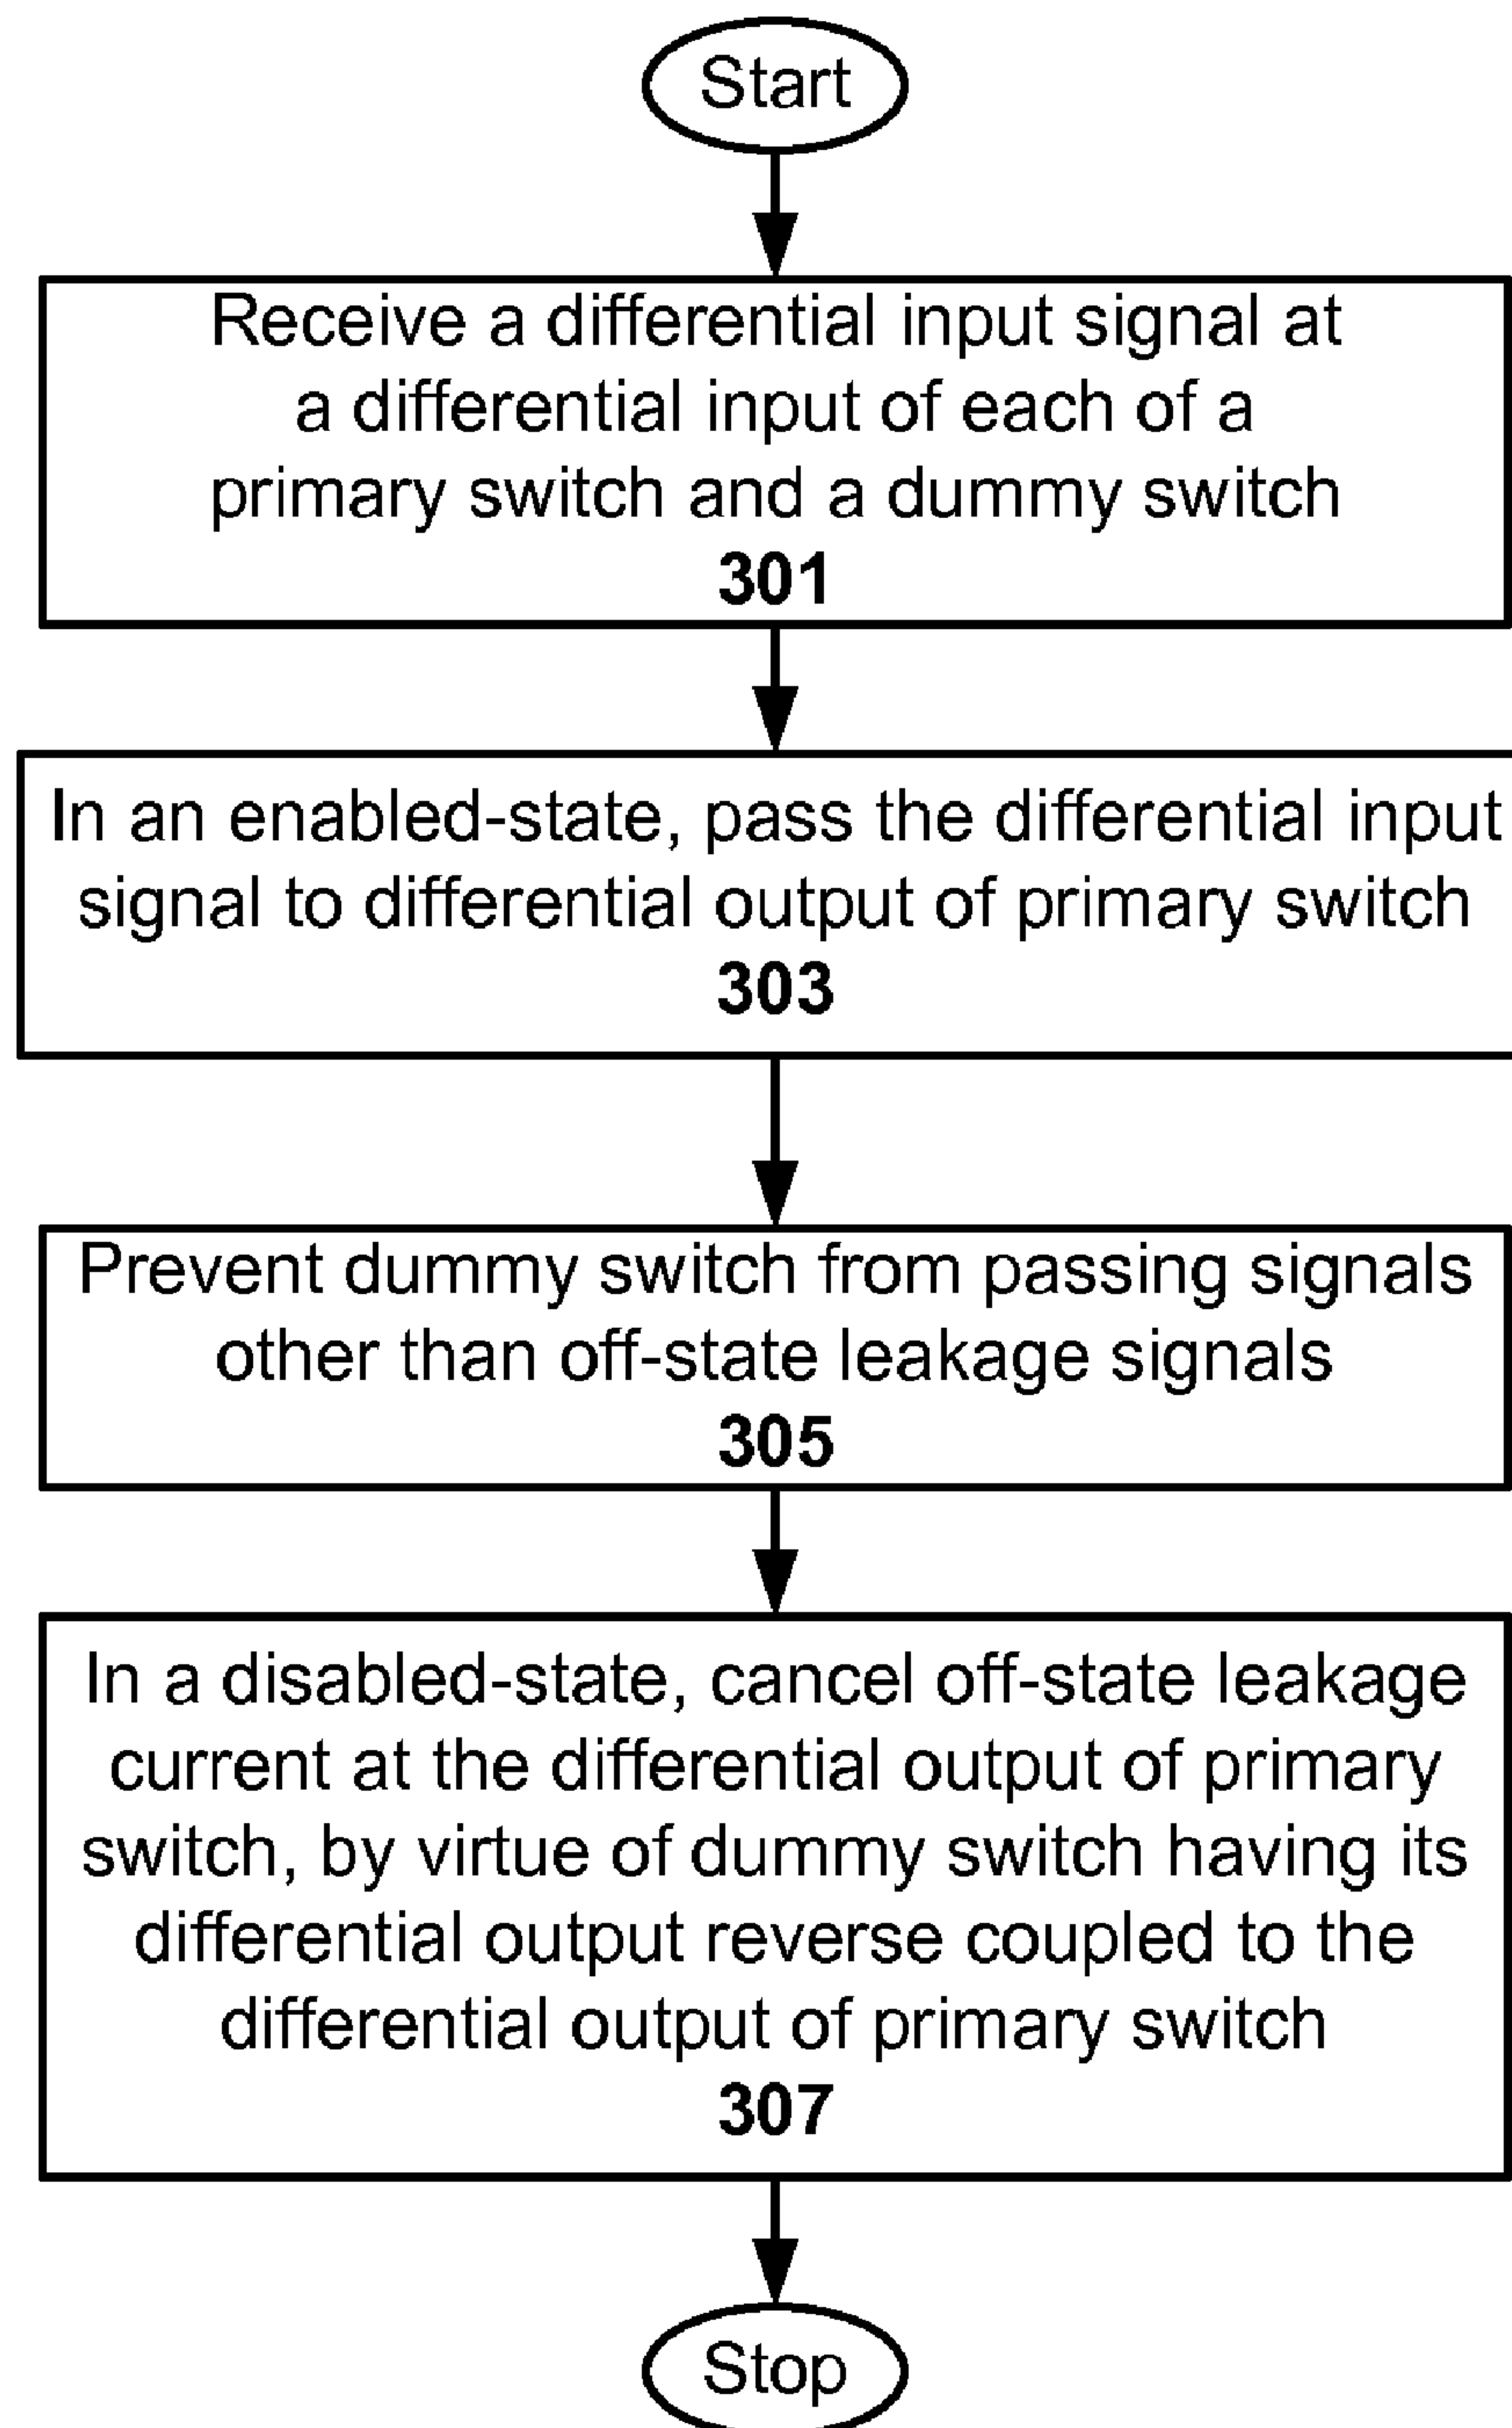 Start
Receive a differential input signal at
a differential input of each of a
primary switch and a dummy switch
301
In an enabled-state, pass the differential input
signal to differential output of primary switch
303
Prevent dummy switch from passing signals
other than off-state leakage signals
305
In a disabled-state, cancel off-state leakage
current at the differential output of primary
switch, by virtue of dummy switch having its
differential output reverse coupled to the
differential output of primary switch
307
Stop